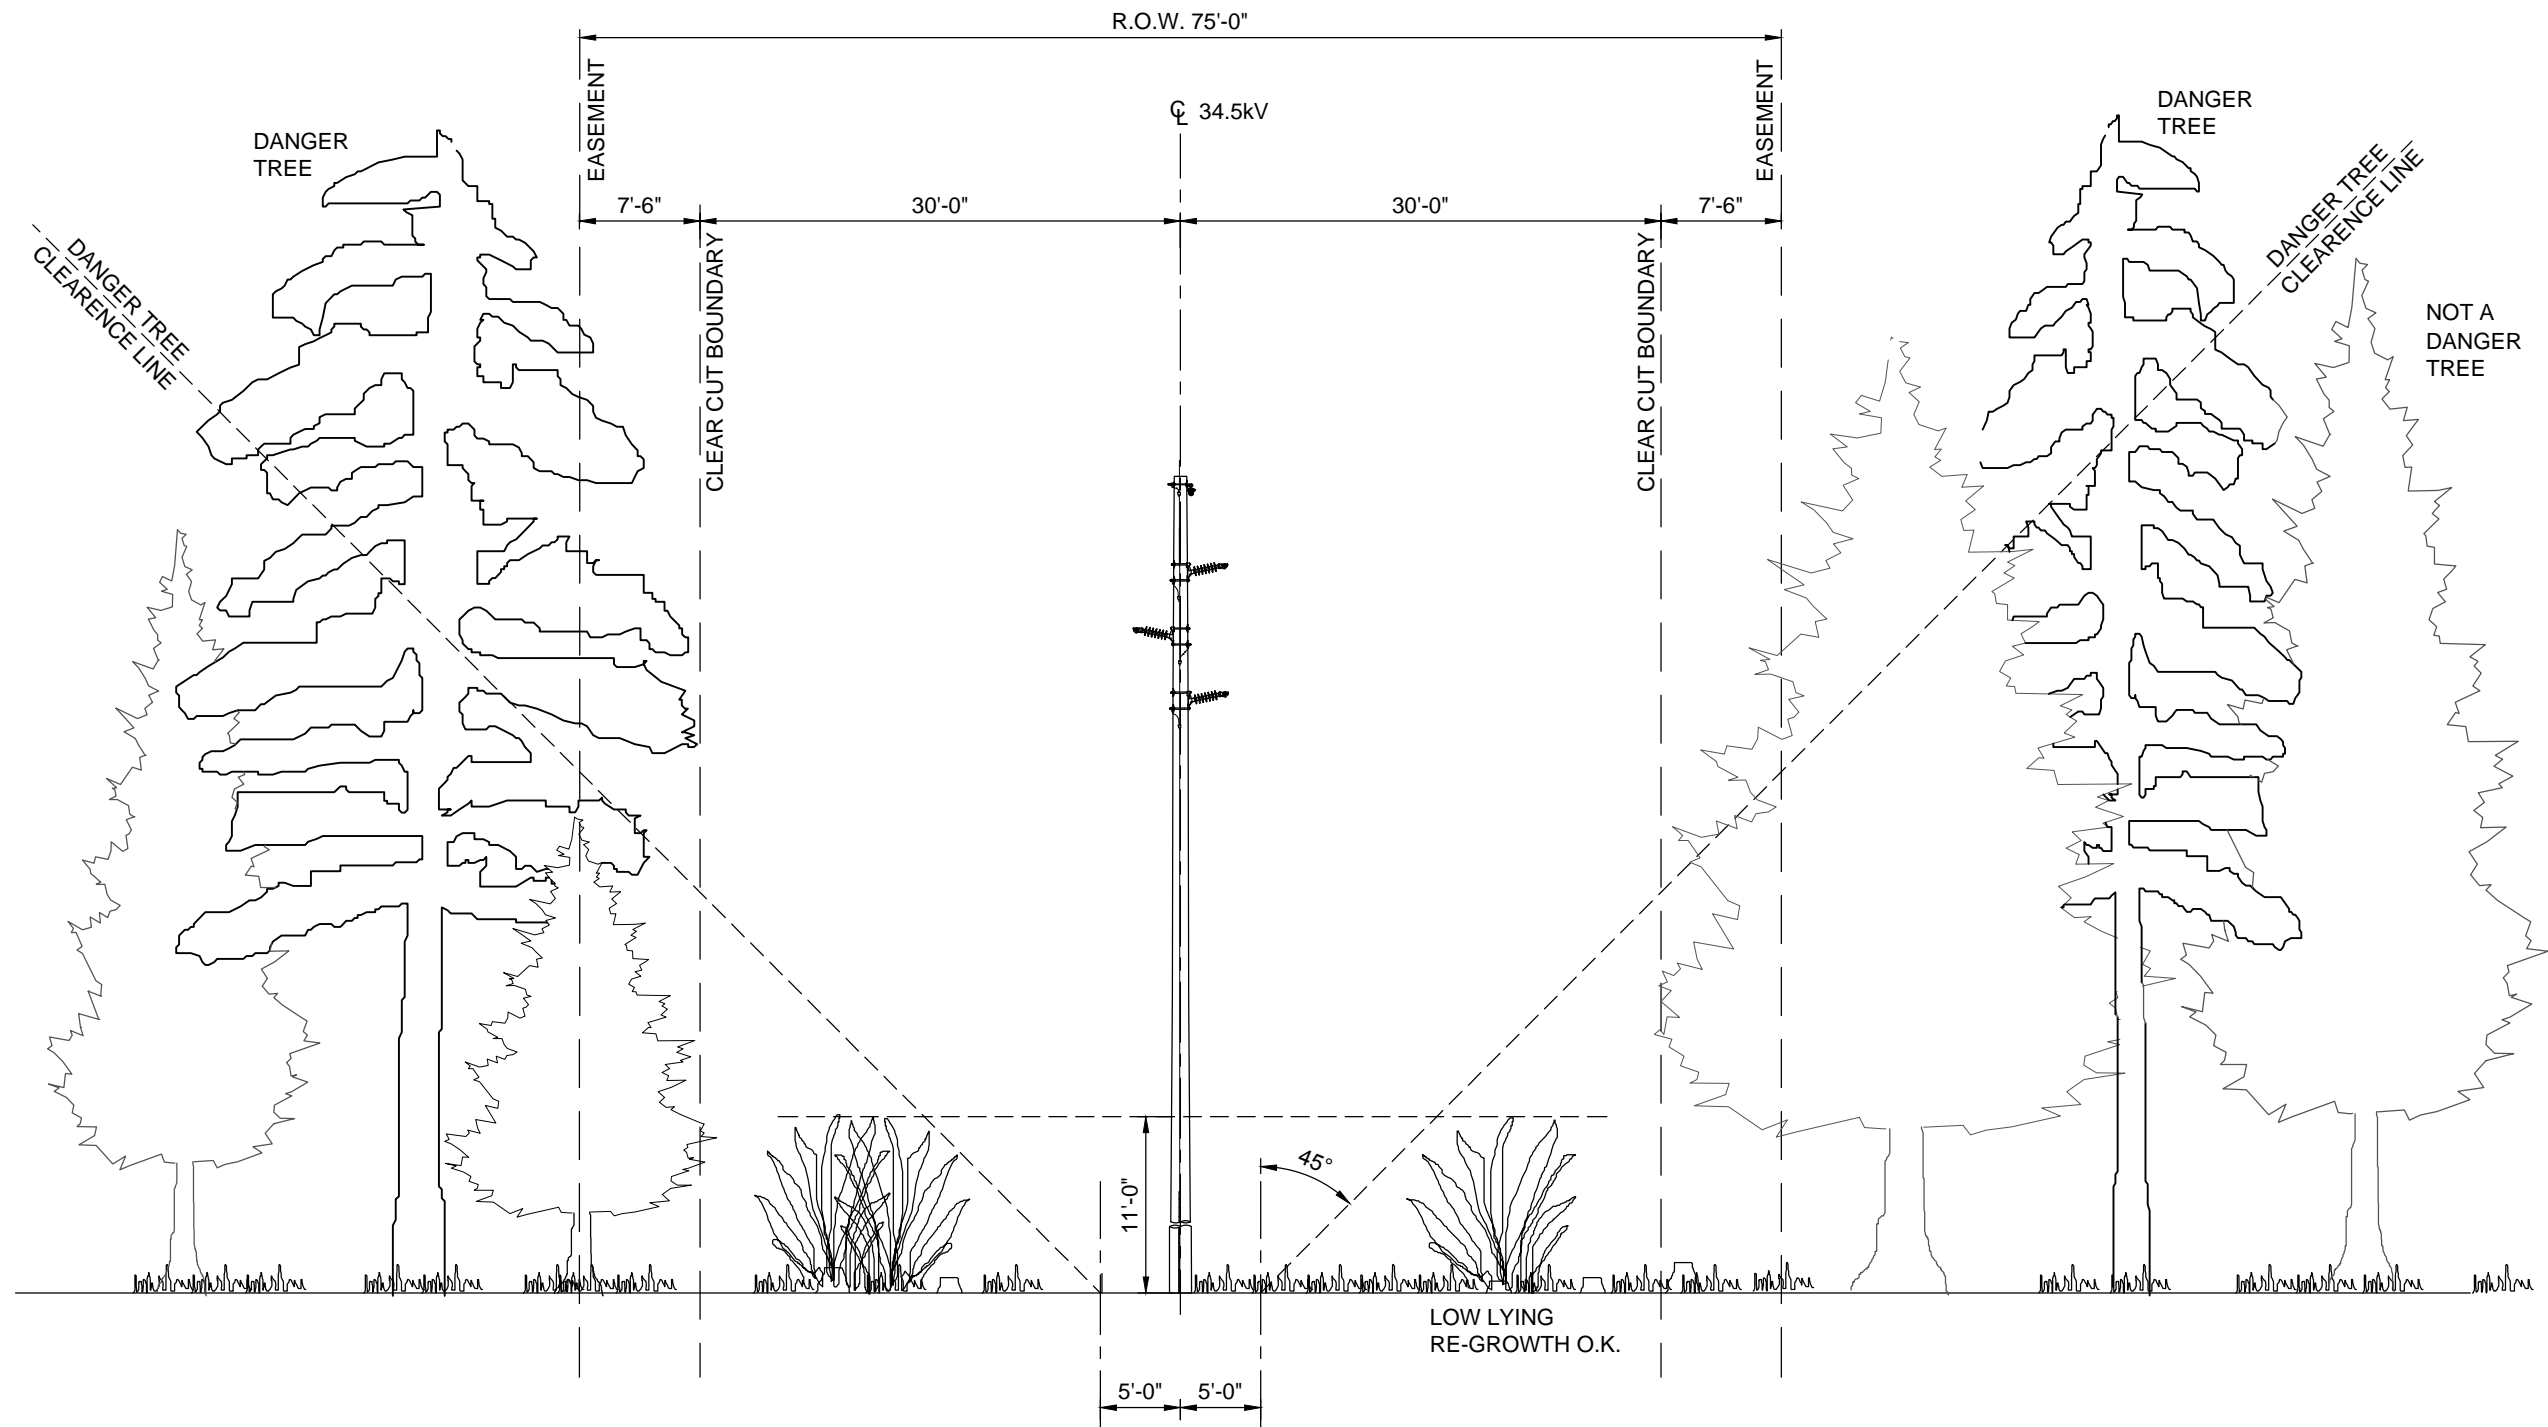 R.O.W. 75'-0"
EASEMENT
EASEMENT
℄ 34.5kV
DANGER
TREE
DANGER
TREE
7'-6"
30'-0"
30'-0"
7'-6"
DANGER TREE
CLEARENCE LINE
CLEAR CUT BOUNDARY
CLEAR CUT BOUNDARY
DANGER TREE
CLEARENCE LINE
NOT A
DANGER
TREE
11'-0"
45°
LOW LYING
RE-GROWTH O.K.
5'-0"
5'-0"